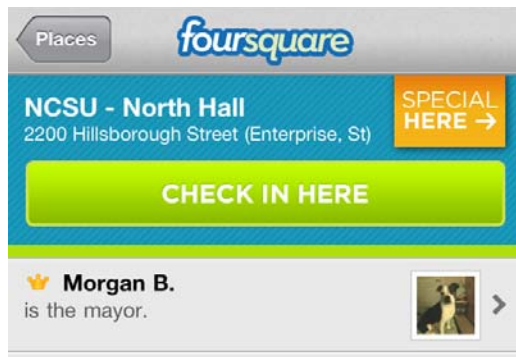 Places
foursquare
NCSU - North Hall
2200 Hillsborough Street (Enterprise, St)
SPECIAL
HERE →
CHECK IN HERE
Morgan B.
is the mayor.